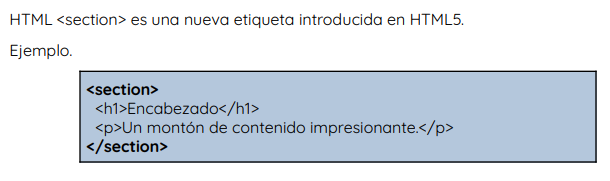 HTML <section> es una nueva etiqueta introducida en HTML5.
Ejemplo.
<section>
<h1>Encabezado</h1>
<p>Un montón de contenido impresionante.</p>
</section>